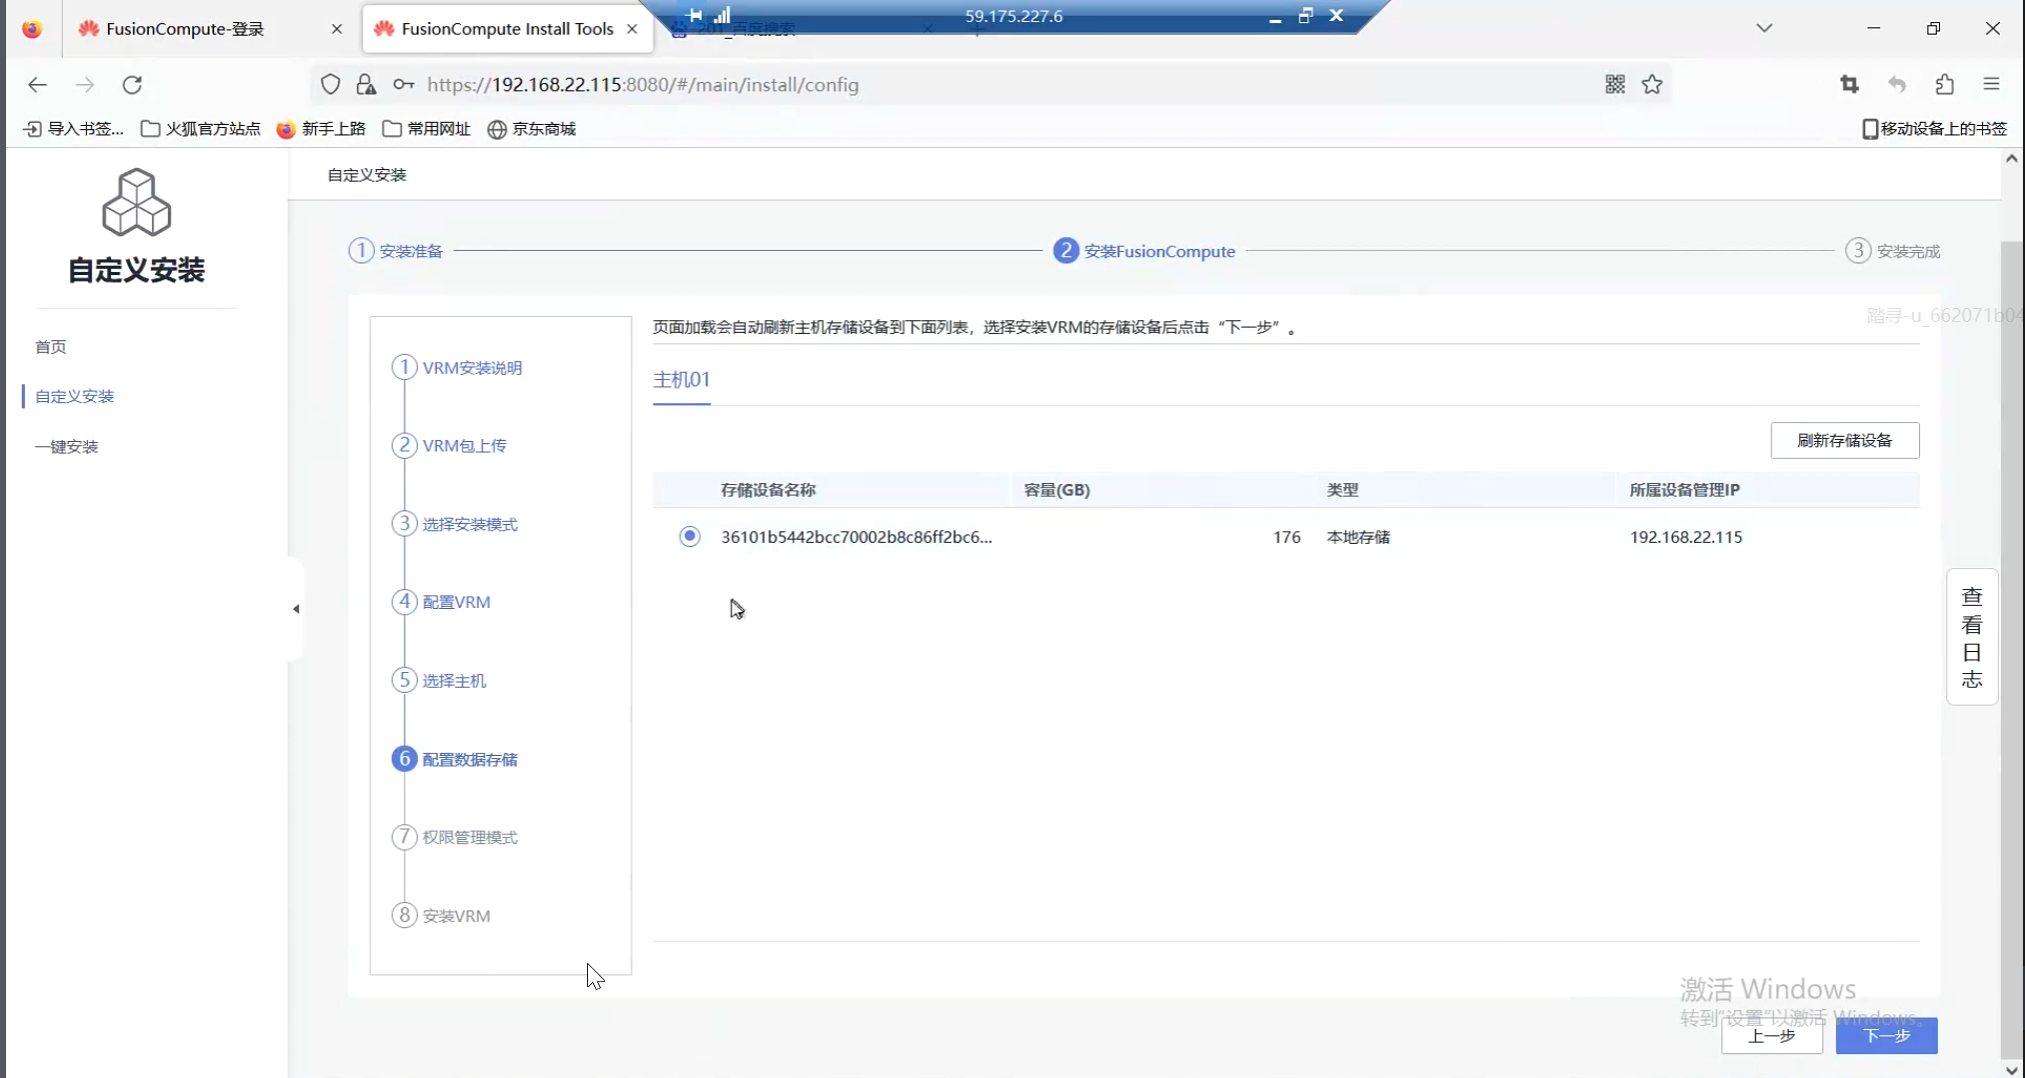 FusionCompute-登录
FusionCompute Install Tools
59.175.227.6
https://192.168.22.115:8080/#/main/install/config
导入书签...
火狐官方站点
新手上路
常用网址
京东商城
移动设备上的书签
自定义安装
自定义安装
首页
自定义安装
一键安装
1 安装准备
2 安装FusionCompute
3 安装完成
踏寻-u_662071b04
1 VRM安装说明
2 VRM包上传
3 选择安装模式
4 配置VRM
5 选择主机
6 配置数据存储
7 权限管理模式
8 安装VRM
页面加载会自动刷新主机存储设备到下面列表，选择安装VRM的存储设备后点击“下一步”。
主机01
刷新存储设备
存储设备名称 容量(GB) 类型 所属设备管理IP
36101b5442bcc70002b8c86ff2bc6... 176 本地存储 192.168.22.115
查看日志
激活 Windows
转到"设置"以激活 Windows。
上一步
下一步